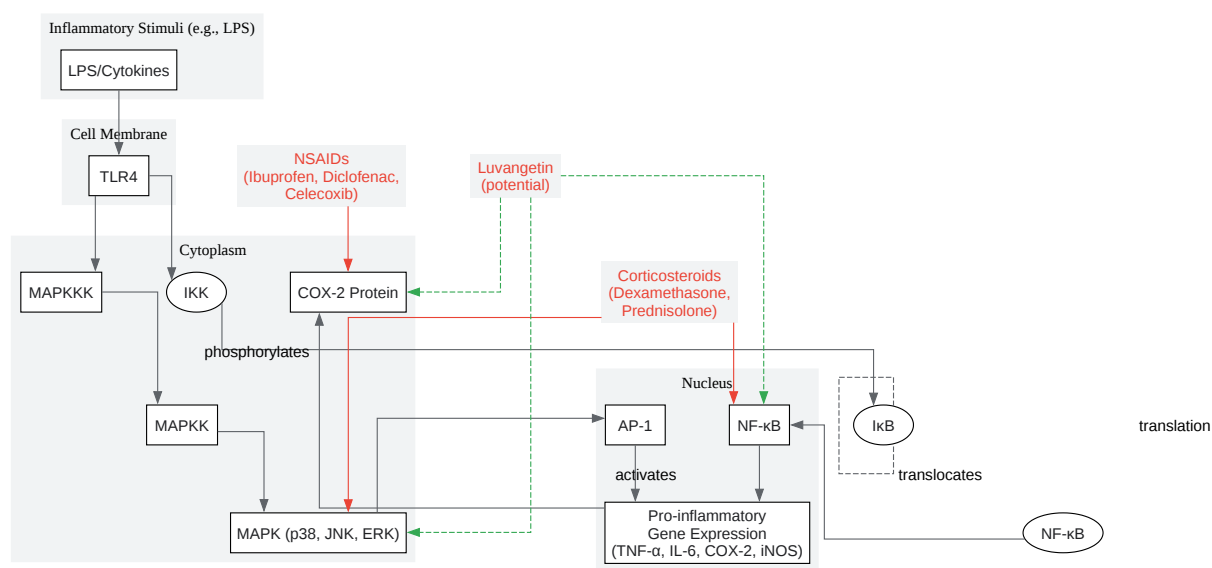 Inflammatory Stimuli (e.g., LPS)
LPS/Cytokines
Cell Membrane
TLR4
NSAIDs
(Ibuprofen, Diclofenac,
Celecoxib)
Luvangetin
(potential)
Cytoplasm
MAPKKK
IKK
COX-2 Protein
Corticosteroids
(Dexamethasone,
Prednisolone)
phosphorylates
Nucleus
MAPKK
AP-1
NF-κB
IκB
translation
activates
translocates
MAPK (p38, JNK, ERK)
Pro-inflammatory
Gene Expression
(TNF-α, IL-6, COX-2, iNOS)
NF-κB